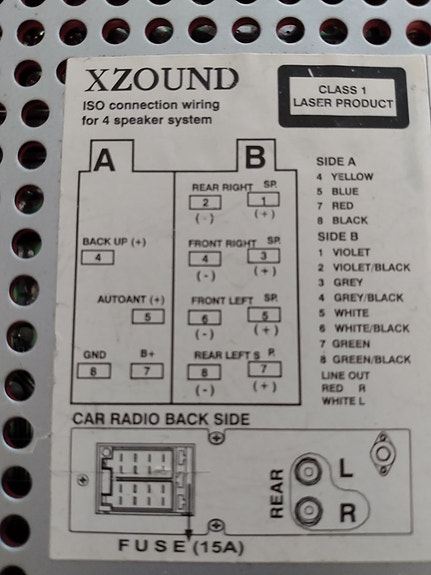 XZOUND
ISO connection wiring
for 4 speaker system
CLASS 1
LASER PRODUCT
A
B
REAR RIGHT SP.
2 1
(-) (+)
BACK UP (+)
4
FRONT RIGHT SP.
4 3
(-) (+)
AUTOANT (+)
5
FRONT LEFT SP.
6 5
(-) (+)
GND B+
8 7
REAR LEFT S P.
8 7
(-) (+)
SIDE A
4 YELLOW
5 BLUE
7 RED
8 BLACK
SIDE B
1 VIOLET
2 VIOLET/BLACK
3 GREY
4 GREY/BLACK
5 WHITE
6 WHITE/BLACK
7 GREEN
8 GREEN/BLACK
LINE OUT
RED R
WHITE L
CAR RADIO BACK SIDE
REAR
L
R
FUSE (15A)